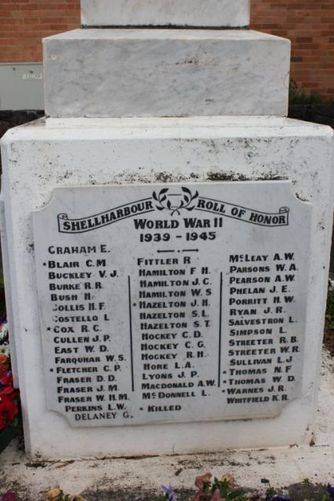 SHELLHARBOUR ROLL OF HONOR
WORLD WAR II
1939 - 1945
GRAHAM E.
• BLAIR C.M.
BUCKLEY V.J.
BURKE R.R.
BUSH H.
COLLIS H.F.
COSTELLO L.
• COX R.C.
CULLEN J.P.
EAST W.D.
FARQUHAR W.S.
• FLETCHER C.P.
FRASER D.D.
FRASER J.M.
FRASER W.H.M.
PERKINS L.W.
DELANEY G.
FITTLER R
HAMILTON F.H.
HAMILTON J.C.
HAMILTON W.S.
• HAZELTON J.H.
HAZELTON S.L.
HAZELTON S.T.
HOCKEY C.D.
HOCKEY C.G.
HOCKEY R.H.
HORE L.A.
LYONS J.P.
MACDONALD A.W.
McDONNELL L.
• KILLED
McLEAY A.W.
PARSONS W.A.
PEARSON A.W.
PHELAN J.E.
PORRITT H.W.
RYAN J.R.
SALVESTRO L.
SIMPSON L.
STREETER R.B.
STREETER W.R.
SULLIVAN L.J.
• THOMAS N.F.
• THOMAS W.D.
• WARNES J.R.
WHITFIELD K.R.